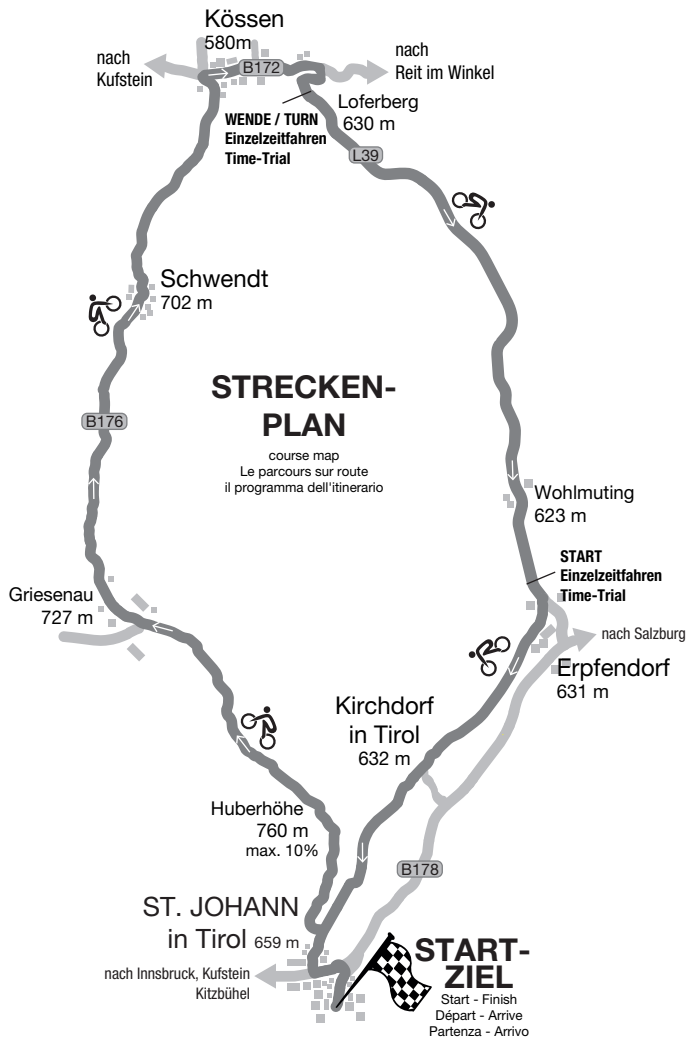 Kössen
580m
nach
Kufstein
B172
nach
Reit im Winkel
WENDE / TURN
Einzelzeitfahren
Time-Trial
Loferberg
630 m
L39
Schwendt
702 m
STRECKEN-
PLAN
course map
Le parcours sur route
il programma dell'itinerario
B176
Wohlmuting
623 m
START
Einzelzeitfahren
Time-Trial
Griesenau
727 m
nach Salzburg
Erpfendorf
631 m
Kirchdorf
in Tirol
632 m
Huberhöhe
760 m
max. 10%
B178
ST. JOHANN
in Tirol 659 m
nach Innsbruck, Kufstein
Kitzbühel
START-
ZIEL
Start - Finish
Départ - Arrive
Partenza - Arrivo